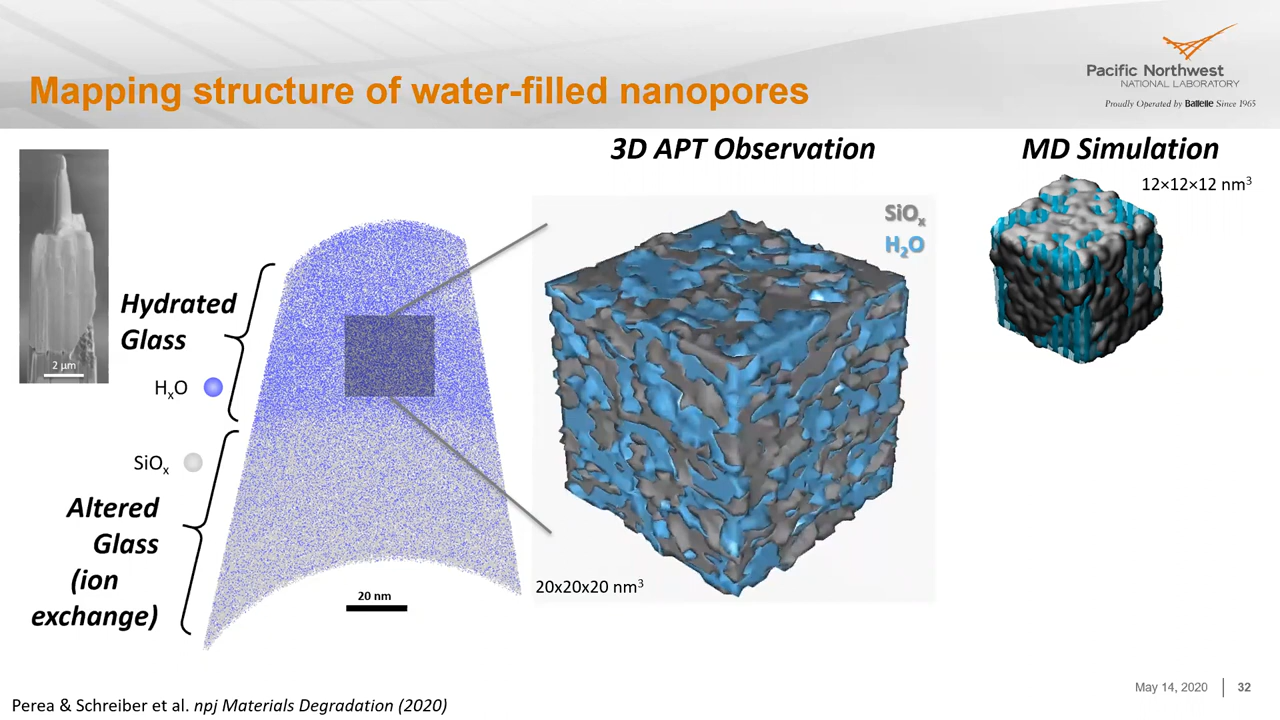 Mapping structure of water-filled nanopores
Pacific Northwest
NATIONAL LABORATORY
Proudly Operated by Battelle Since 1965
3D APT Observation
MD Simulation
12×12×12 nm³
SiOₓ
H₂O
Hydrated
Glass
2 µm
HₓO
SiOₓ
Altered
Glass
(ion
exchange)
20 nm
20x20x20 nm³
May 14, 2020
32
Perea & Schreiber et al. npj Materials Degradation (2020)